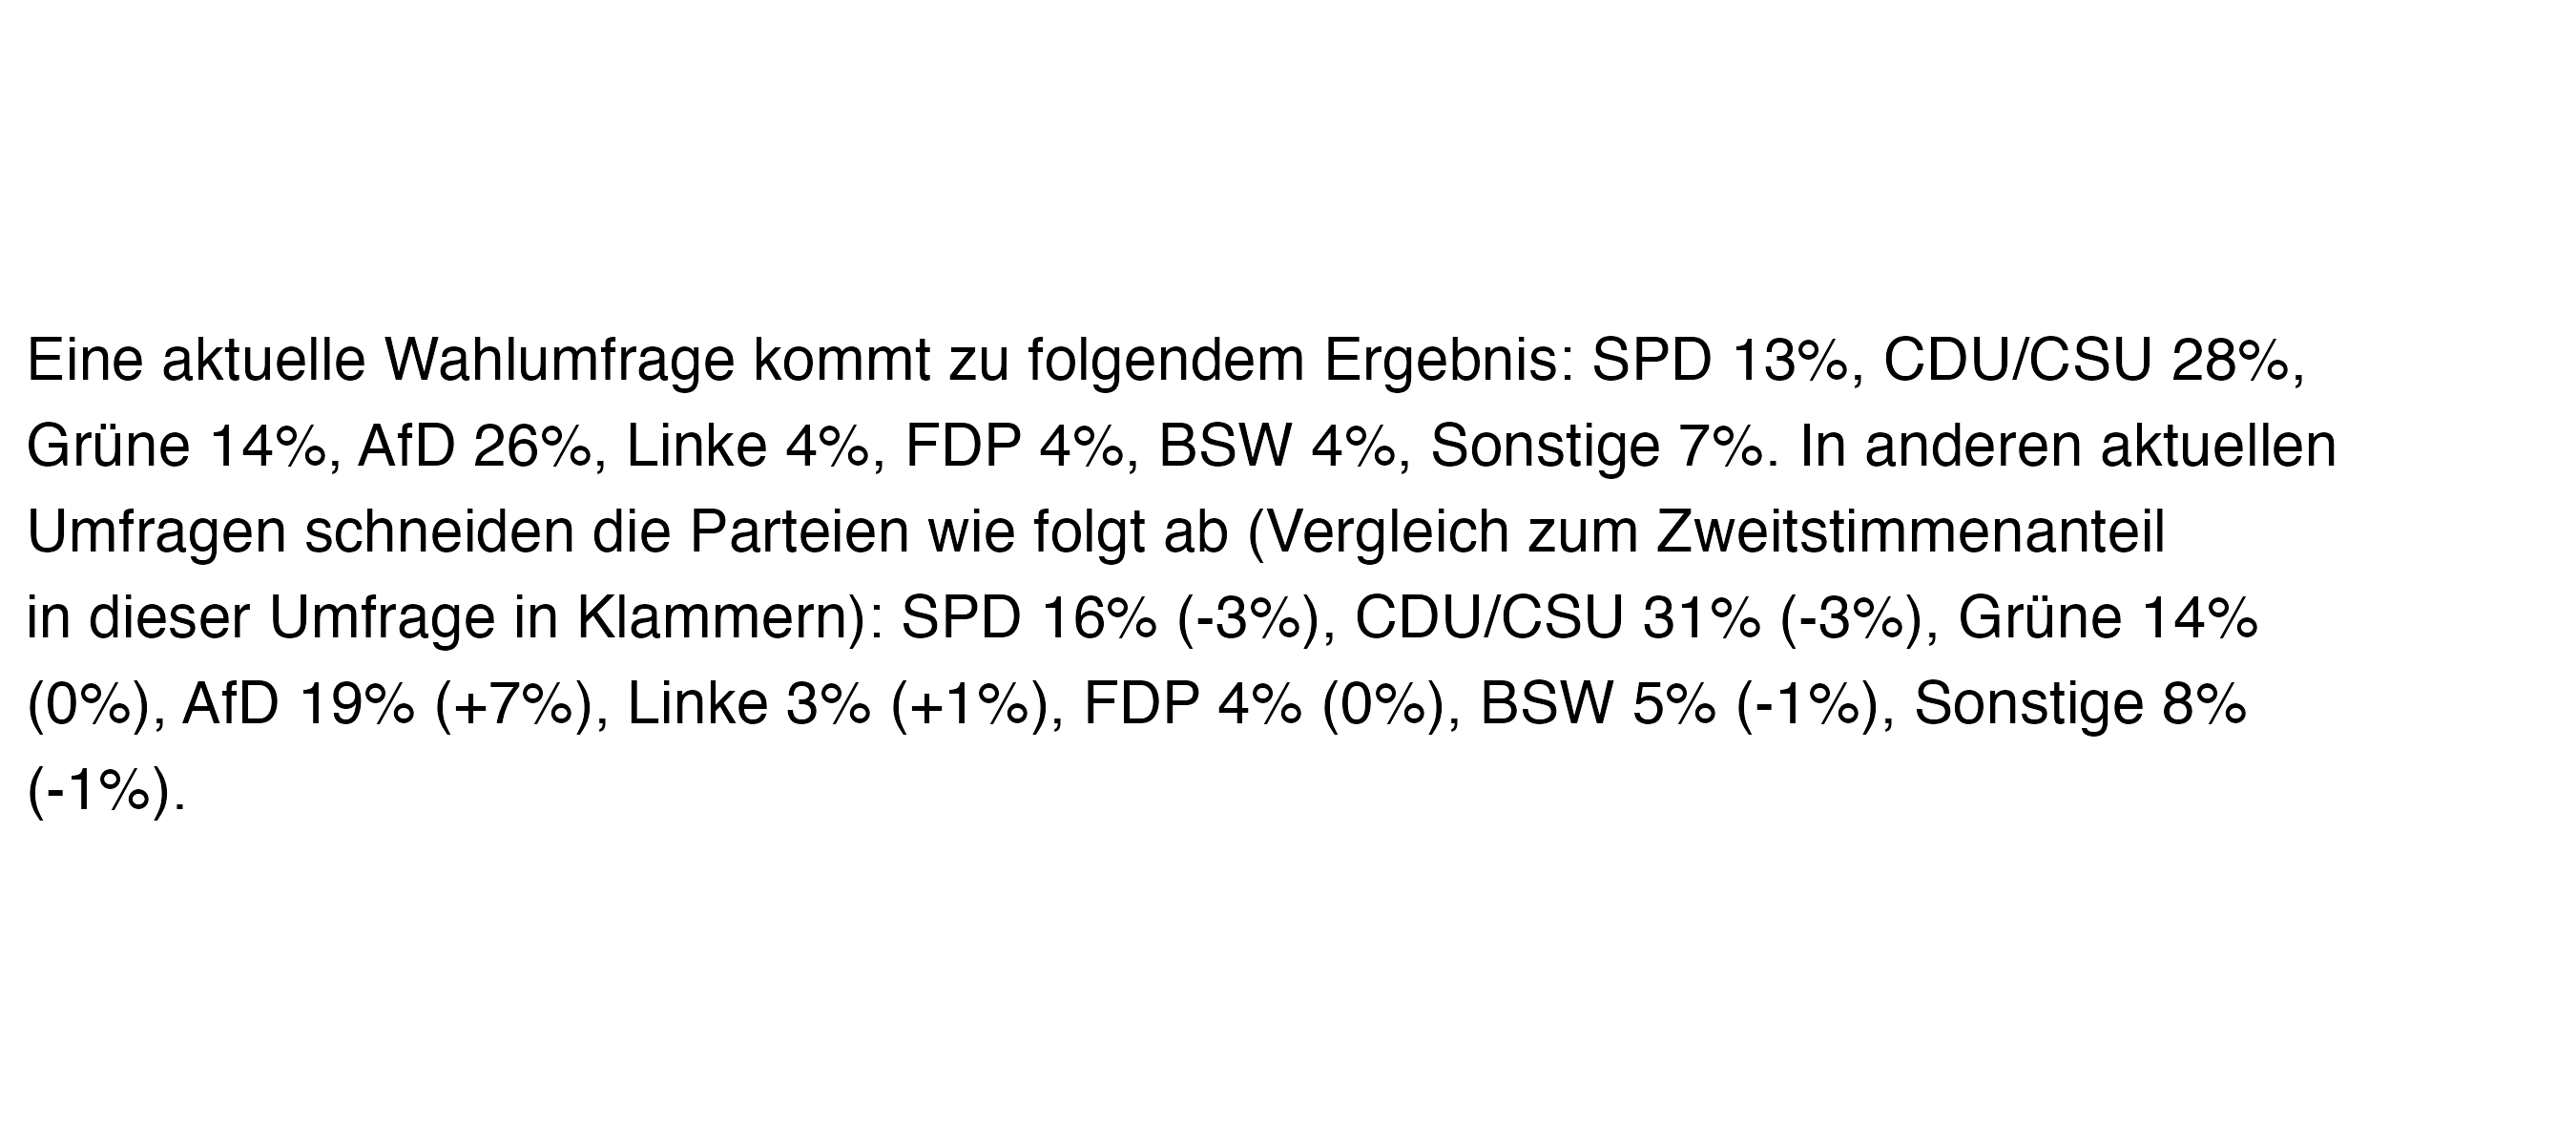 Eine aktuelle Wahlumfrage kommt zu folgendem Ergebnis: SPD 13%, CDU/CSU 28%,
Grüne 14%, AfD 26%, Linke 4%, FDP 4%, BSW 4%, Sonstige 7%. In anderen aktuellen
Umfragen schneiden die Parteien wie folgt ab (Vergleich zum Zweitstimmenanteil
in dieser Umfrage in Klammern): SPD 16% (-3%), CDU/CSU 31% (-3%), Grüne 14%
(0%), AfD 19% (+7%), Linke 3% (+1%), FDP 4% (0%), BSW 5% (-1%), Sonstige 8%
(-1%).